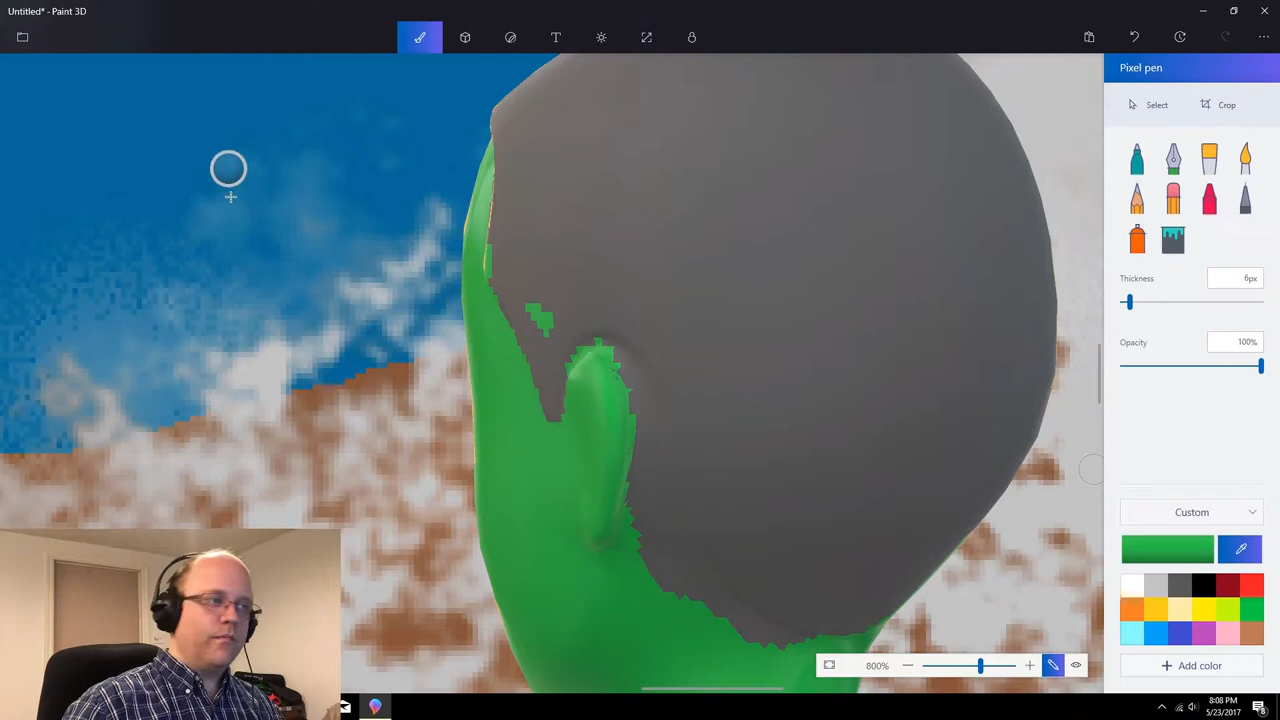 Untitled* - Paint 3D
Pixel pen
Select
Crop
Thickness
6px
Opacity
100%
Custom
Add color
800%
8:08 PM
5/23/2017
8